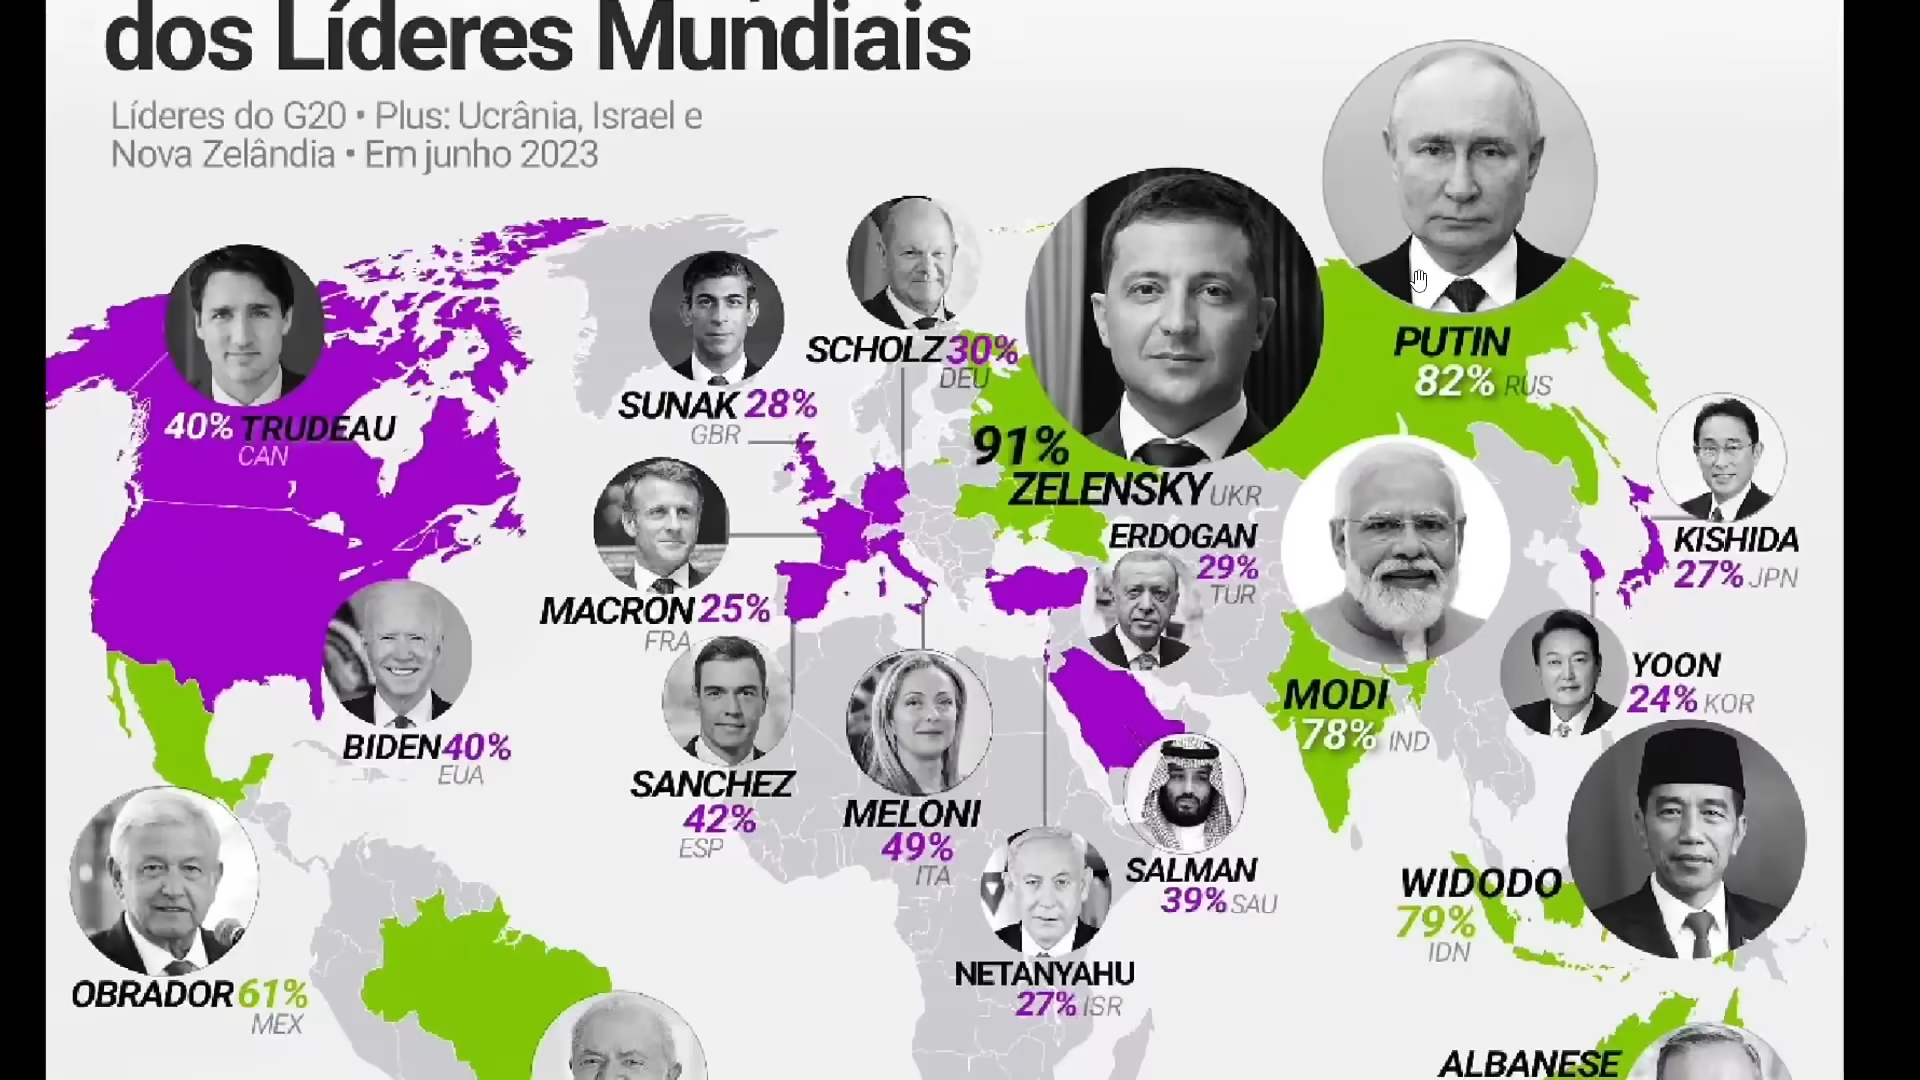 dos Líderes Mundiais
Líderes do G20 • Plus: Ucrânia, Israel e
Nova Zelândia • Em junho 2023
PUTIN
82% RUS
SCHOLZ 30%
DEU
SUNAK 28%
GBR
40% TRUDEAU
CAN
91%
ZELENSKY UKR
ERDOGAN
29%
TUR
KISHIDA
27% JPN
MACRON 25%
FRA
YOON
24% KOR
MODI
78% IND
BIDEN 40%
EUA
SANCHEZ
42%
ESP
MELONI
49%
ITA
SALMAN
39% SAU
WIDODO
79%
IDN
NETANYAHU
27% ISR
OBRADOR 61%
MEX
ALBANESE